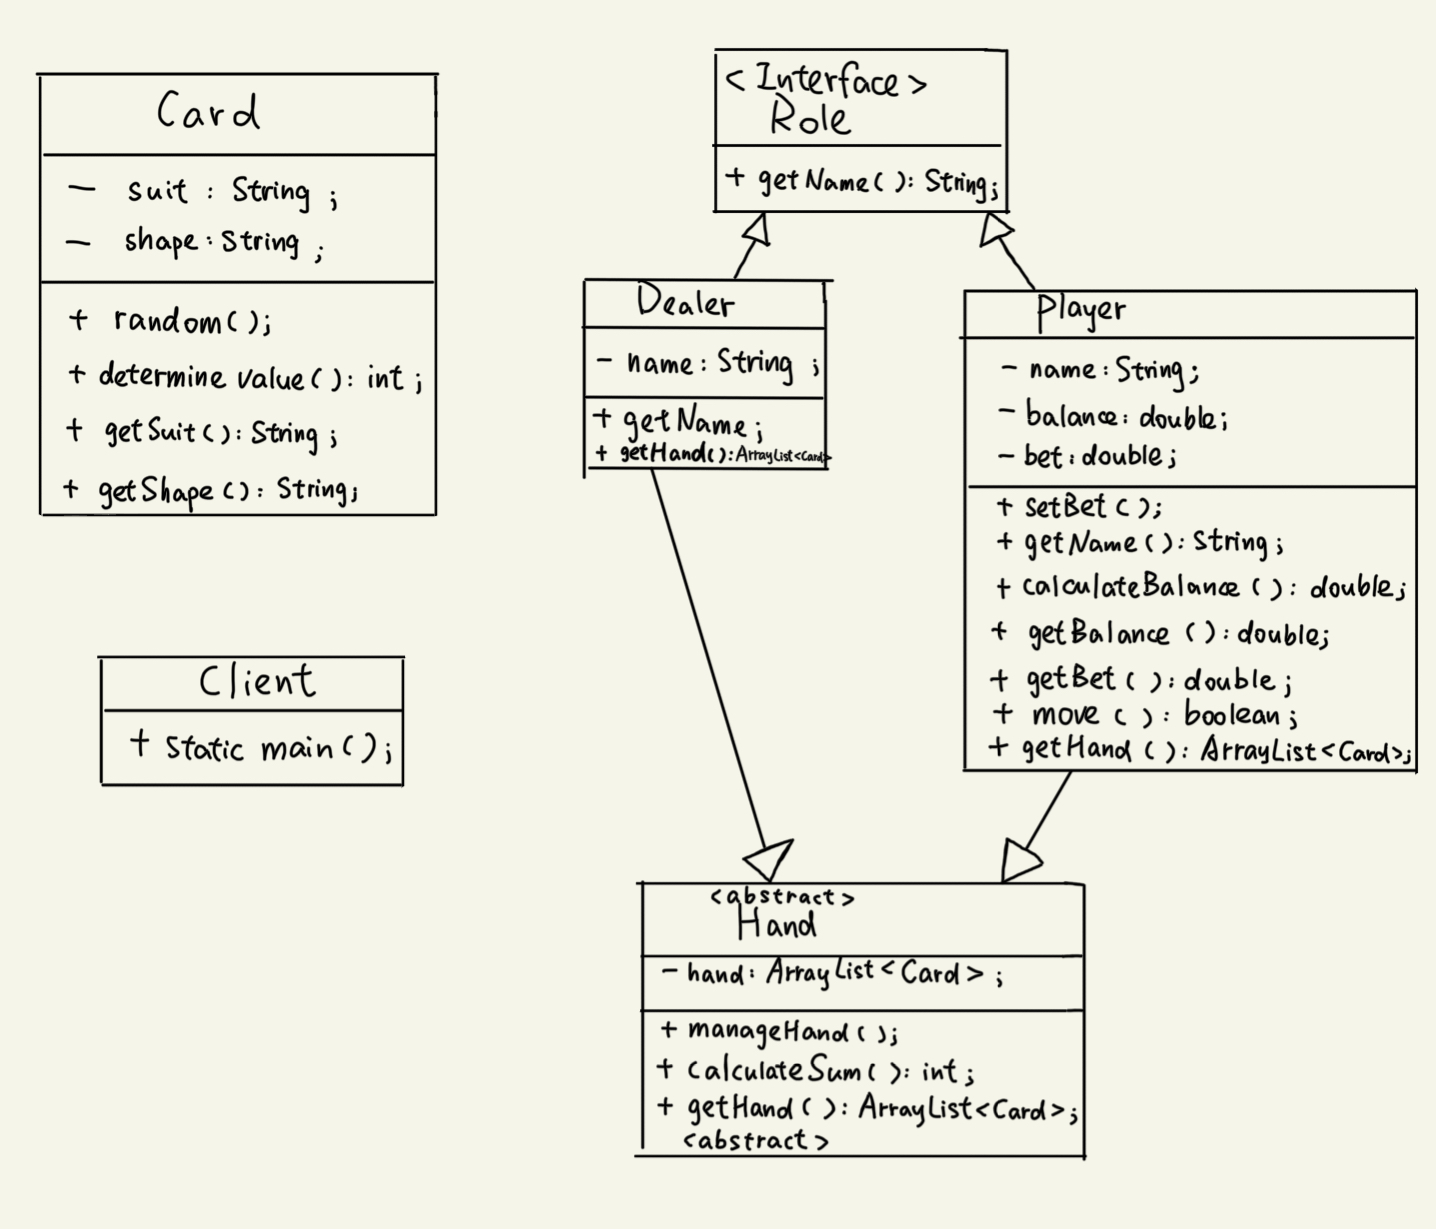 Card
- suit : String ;
- shape : String ;
+ random();
+ determine value(): int ;
+ getSuit(): String ;
+ getShape(): String;
<Interface>
Role
+ getName(): String;
Dealer
- name: String ;
+ getName;
+ getHand(): ArrayList<Card>
Player
- name: String;
- balance: double;
- bet: double;
+ setBet();
+ getName(): String;
+ calculateBalance(): double;
+ getBalance(): double;
+ getBet(): double;
+ move(): boolean;
+ getHand(): ArrayList<Card>;
Client
+ static main();
<abstract>
Hand
- hand: ArrayList<Card> ;
+ manageHand();
+ calculateSum(): int;
+ getHand(): ArrayList<Card>;
<abstract>